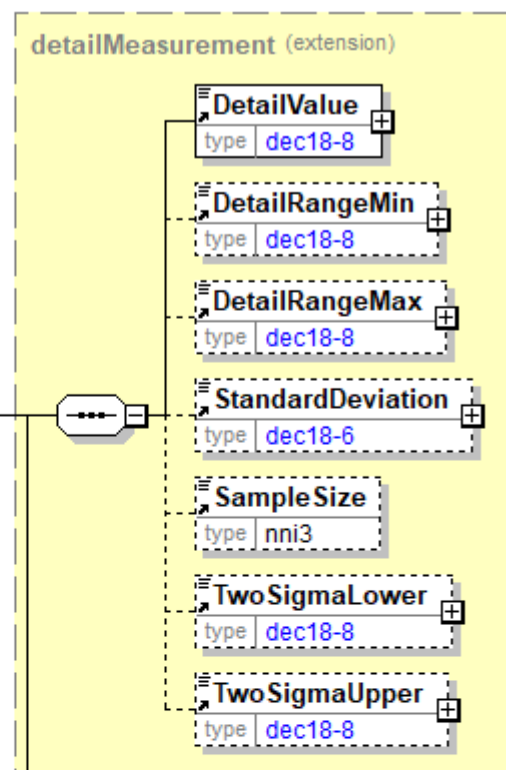 detailMeasurement (extension)
DetailValue
type dec18-8
DetailRangeMin
type dec18-8
DetailRangeMax
type dec18-8
StandardDeviation
type dec18-6
SampleSize
type nni3
TwoSigmaLower
type dec18-8
TwoSigmaUpper
type dec18-8